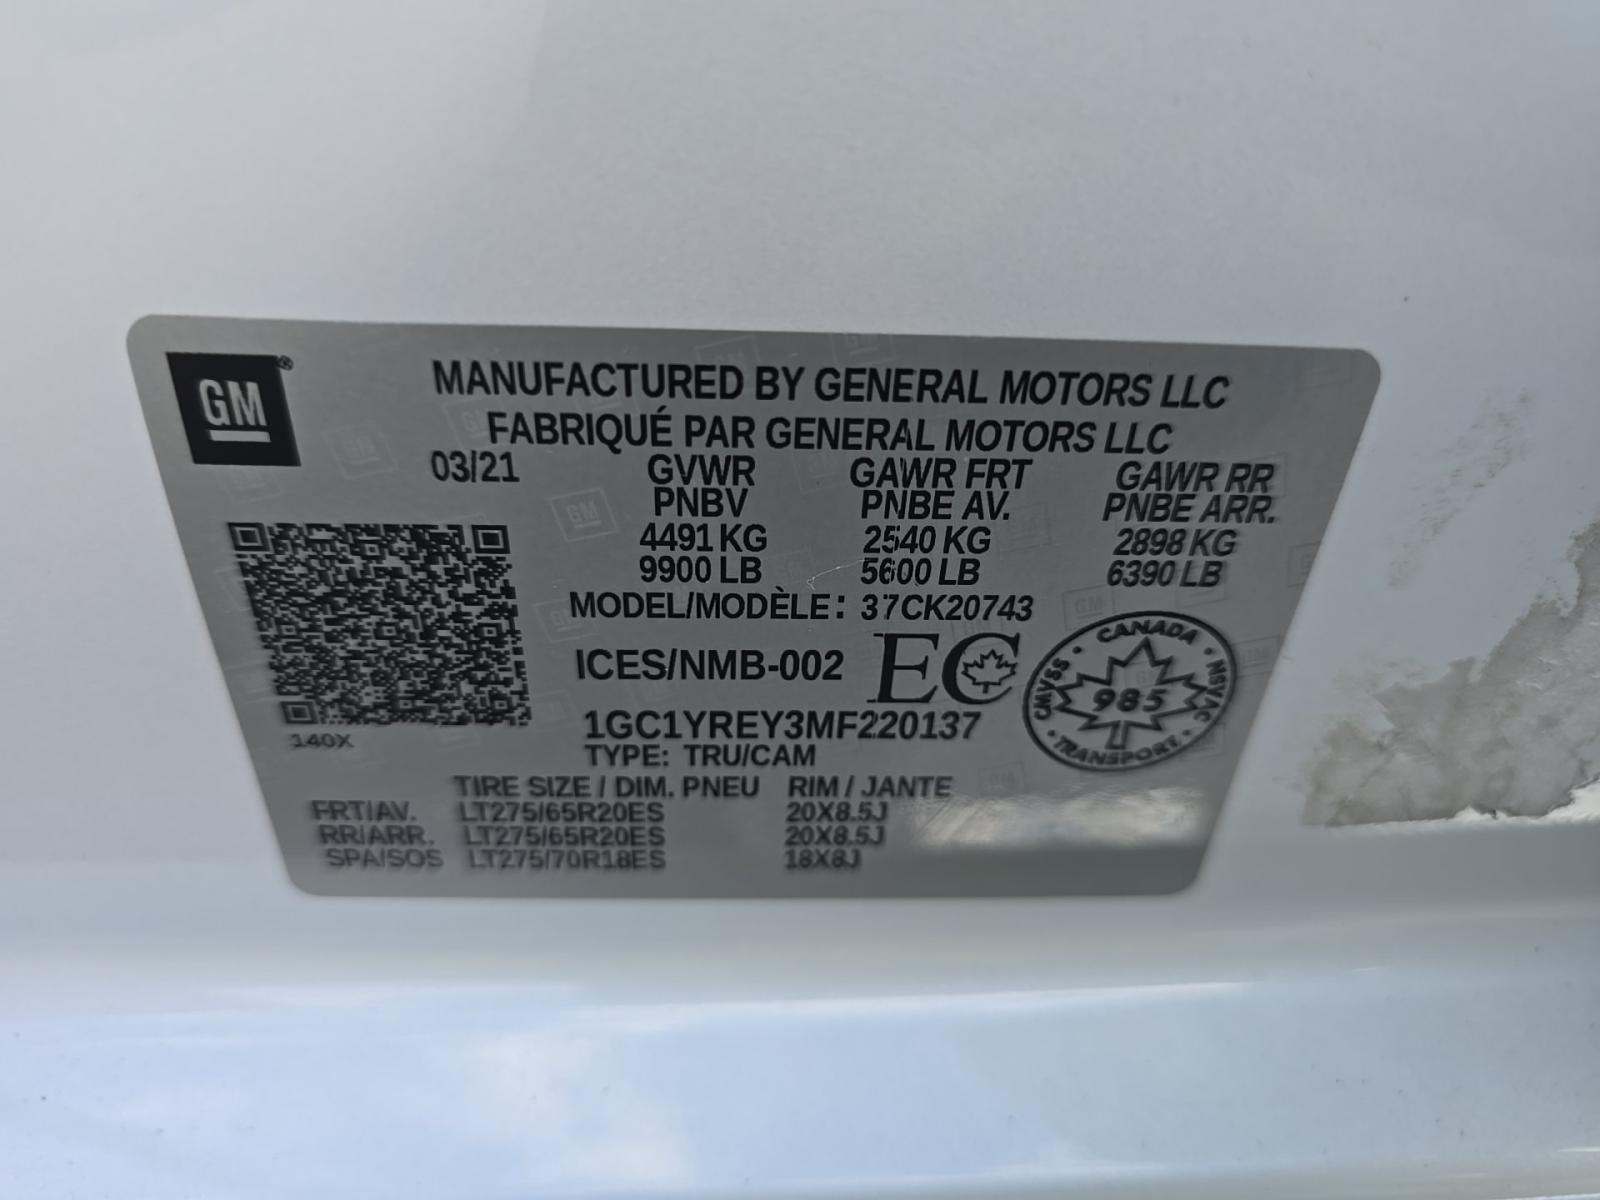 GM®
MANUFACTURED BY GENERAL MOTORS LLC
FABRIQUÉ PAR GENERAL MOTORS LLC
03/21 GVWR GAWR FRT GAWR RR
PNBV PNBE AV. PNBE ARR.
4491 KG 2540 KG 2898 KG
9900 LB 5600 LB 6390 LB
MODEL/MODÈLE: 37CK20743
ICES/NMB-002 EC
CANADA
CMVSS 985 NSVAC
TRANSPORT
1GC1YREY3MF220137
140X
TYPE: TRU/CAM
TIRE SIZE / DIM. PNEU RIM / JANTE
FRT/AV. LT275/65R20ES 20X8.5J
RR/ARR. LT275/65R20ES 20X8.5J
SPA/SOS LT275/70R18ES 18X8J